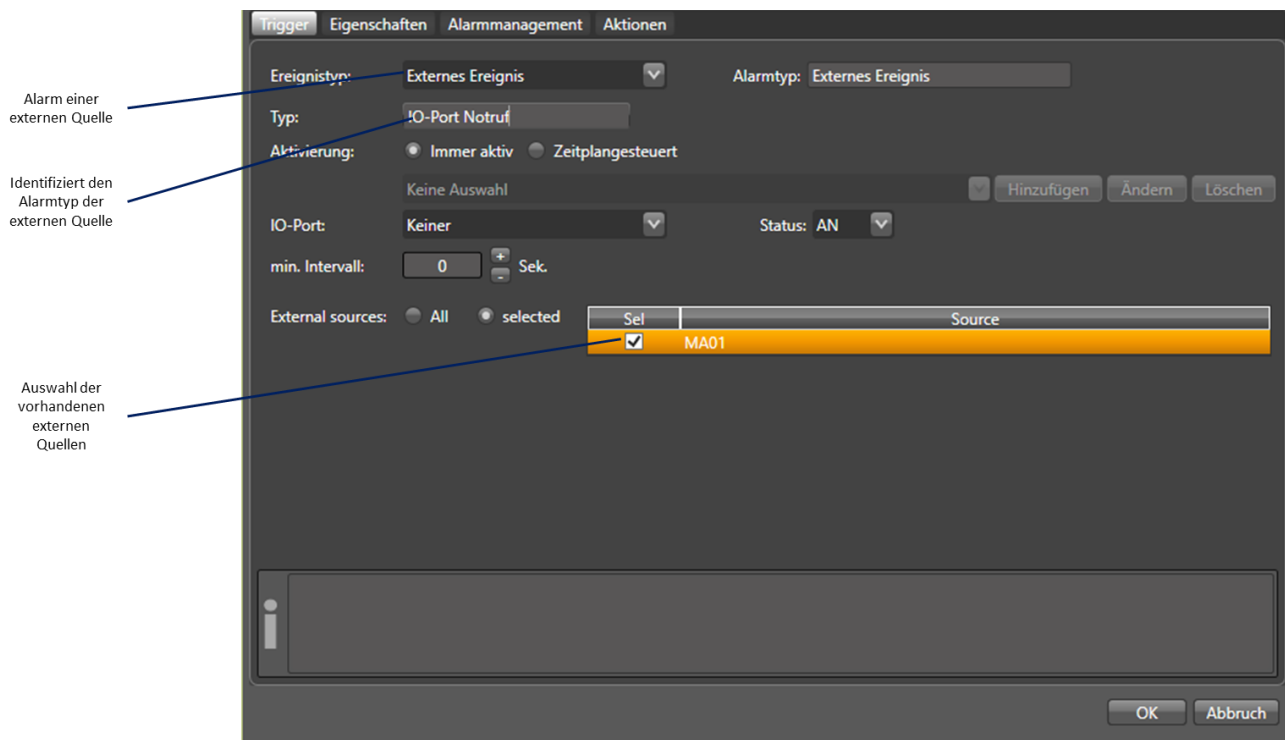 Trigger Eigenschaften Alarmmanagement Aktionen
Ereignistyp: Externes Ereignis Alarmtyp: Externes Ereignis
Alarm einer
externen Quelle
Typ: IO-Port Notruf
Aktivierung: Immer aktiv Zeitplangesteuert
Identifiziert den
Alarmtyp der
externen Quelle
Keine Auswahl Hinzufügen Ändern Löschen
IO-Port: Keiner Status: AN
min. Intervall: 0 + - Sek.
External sources: All selected Sel Source
MA01
Auswahl der
vorhandenen
externen
Quellen
OK Abbruch